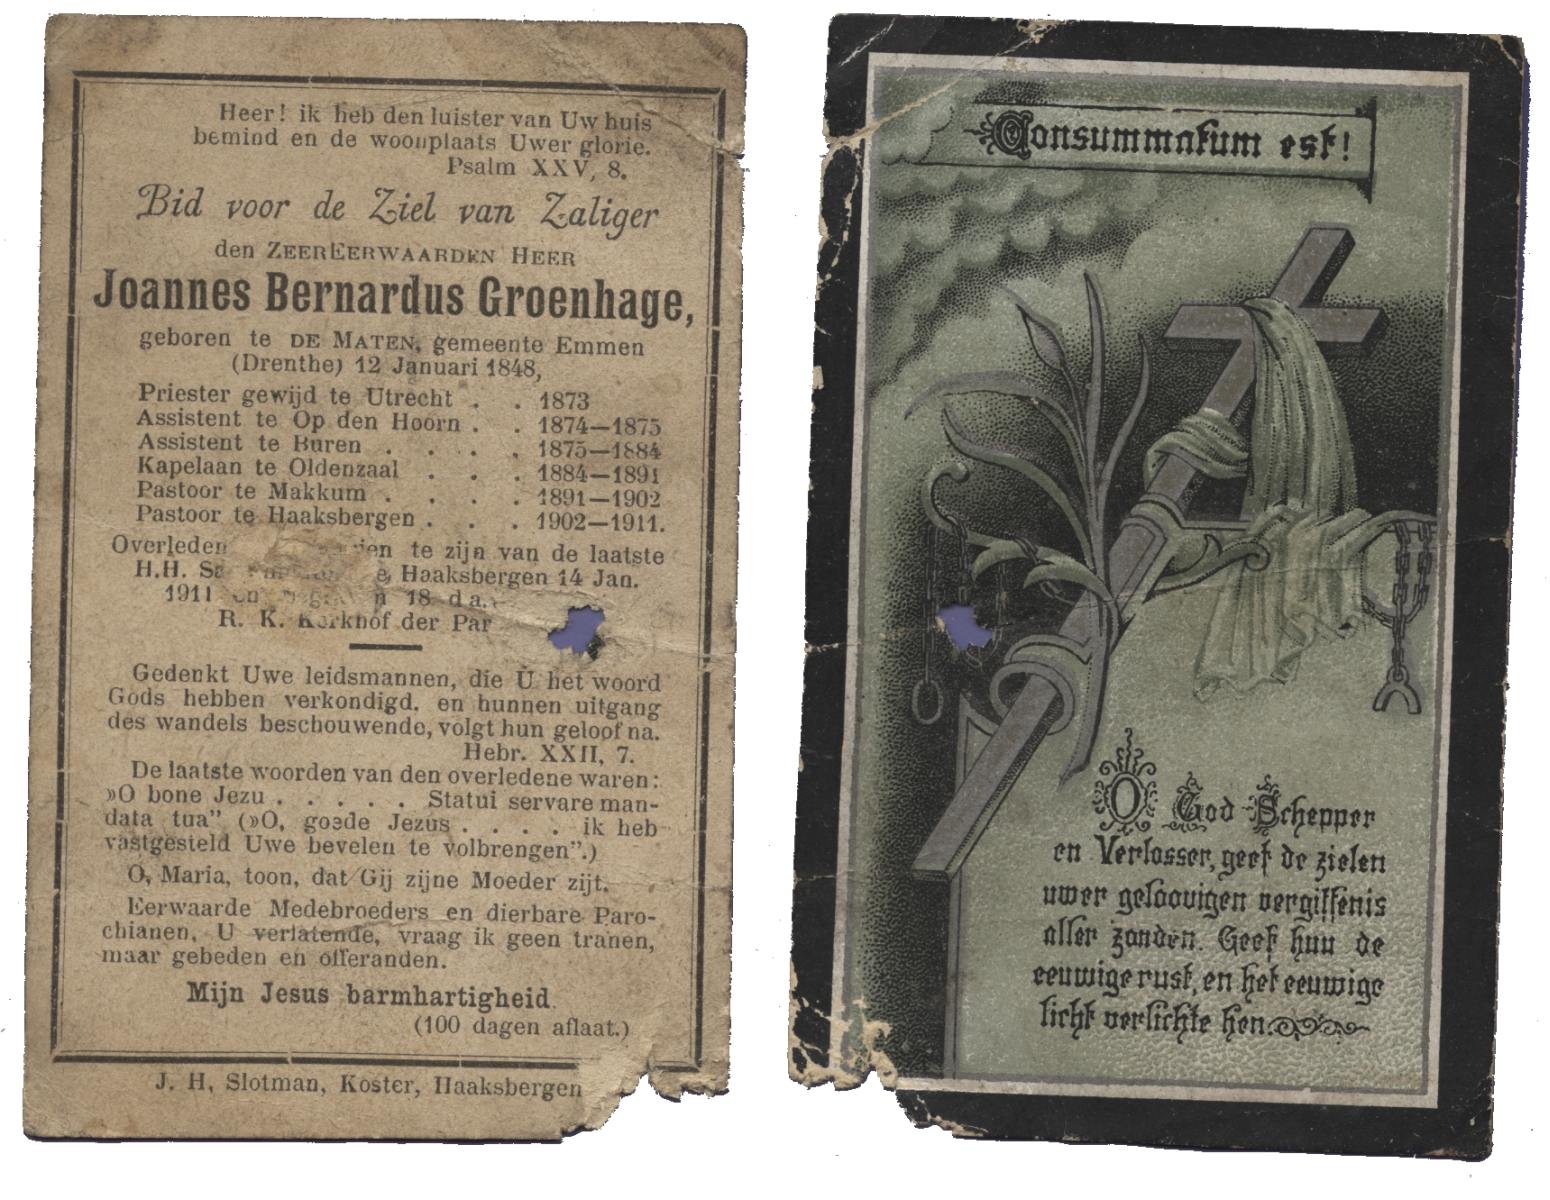 Heer! ik heb den luister van Uw huis
bemind en de woonplaats Uwer glorie.
Psalm XXV, 8.
Bid voor de Ziel van Zaliger
den ZEEREERWAARDEN HEER
Joannes Bernardus Groenhage,
geboren te DE MATEN, gemeente Emmen
(Drenthe) 12 Januari 1848,
Priester gewijd te Utrecht . . 1873
Assistent te Op den Hoorn . . 1874—1875
Assistent te Buren . . . . 1875—1884
Kapelaan te Oldenzaal . . . 1884—1891
Pastoor te Makkum . . . . 1891—1902
Pastoor te Haaksbergen . . . 1902—1911.
Overleden te zijn van de laatste
H.H. Haaksbergen 14 Jan.
1911 18
R. K. Kerkhof der
Gedenkt Uwe leidsmannen, die U het woord
Gods hebben verkondigd. en hunnen uitgang
des wandels beschouwende, volgt hun geloof na.
Hebr. XXII, 7.
De laatste woorden van den overledene waren:
»O bone Jezu . . . . . Statui servare man-
data tua” (»O, goede Jezus . . . . ik heb
vastgesteld Uwe bevelen te volbrengen”.)
O, Maria, toon, dat Gij zijne Moeder zijt.
Eerwaarde Medebroeders en dierbare Paro-
chianen, U verlatende, vraag ik geen tranen,
maar gebeden en offeranden.
Mijn Jesus barmhartigheid.
(100 dagen aflaat.)
J. H, Slotman, Koster, Haaksbergen
Consummatum est!
O God Schepper
en Verlosser, geef de zielen
uwer geloovigen vergiffenis
aller zonden. Geef hun de
eeuwige rust, en het eeuwige
licht verlichte hen.